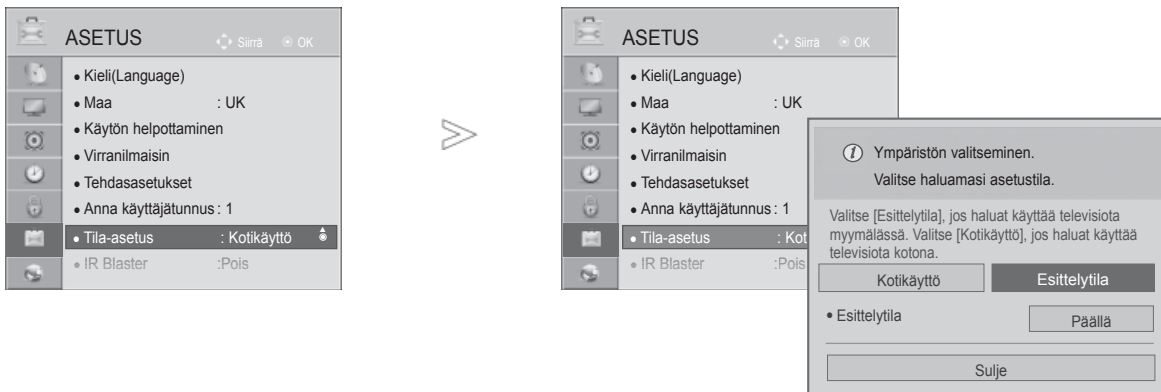 ASETUS
Siirrä OK
• Kieli(Language)
• Maa : UK
• Käytön helpottaminen
• Virranilmaisin
• Tehdasasetukset
• Anna käyttäjätunnus : 1
• Tila-asetus : Kotikäyttö
• IR Blaster :Pois
ASETUS
Siirrä OK
• Kieli(Language)
• Maa : UK
• Käytön helpottaminen
• Virranilmaisin
• Tehdasasetukset
• Anna käyttäjätunnus : 1
• Tila-asetus : Kot
• IR Blaster :Pois
i Ympäristön valitseminen.
Valitse haluamasi asetustila.
Valitse [Esittelytila], jos haluat käyttää televisiota
myymälässä. Valitse [Kotikäyttö], jos haluat käyttää
televisiota kotona.
Kotikäyttö Esittelytila
• Esittelytila Päällä
Sulje